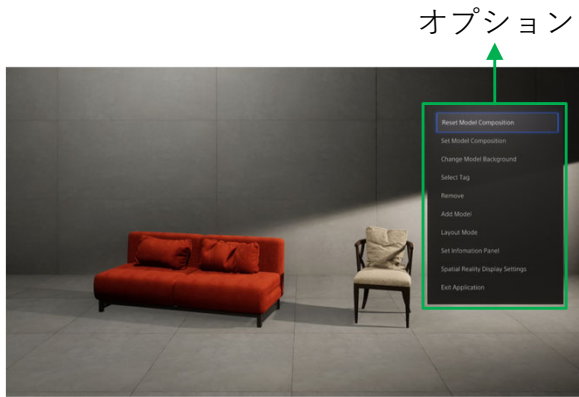 オプション
Reset Model Composition
Set Model Composition
Change Model Background
Select Tag
Remove
Add Model
Layout Mode
Set Infomation Panel
Spatial Reality Display Settings
Exit Application